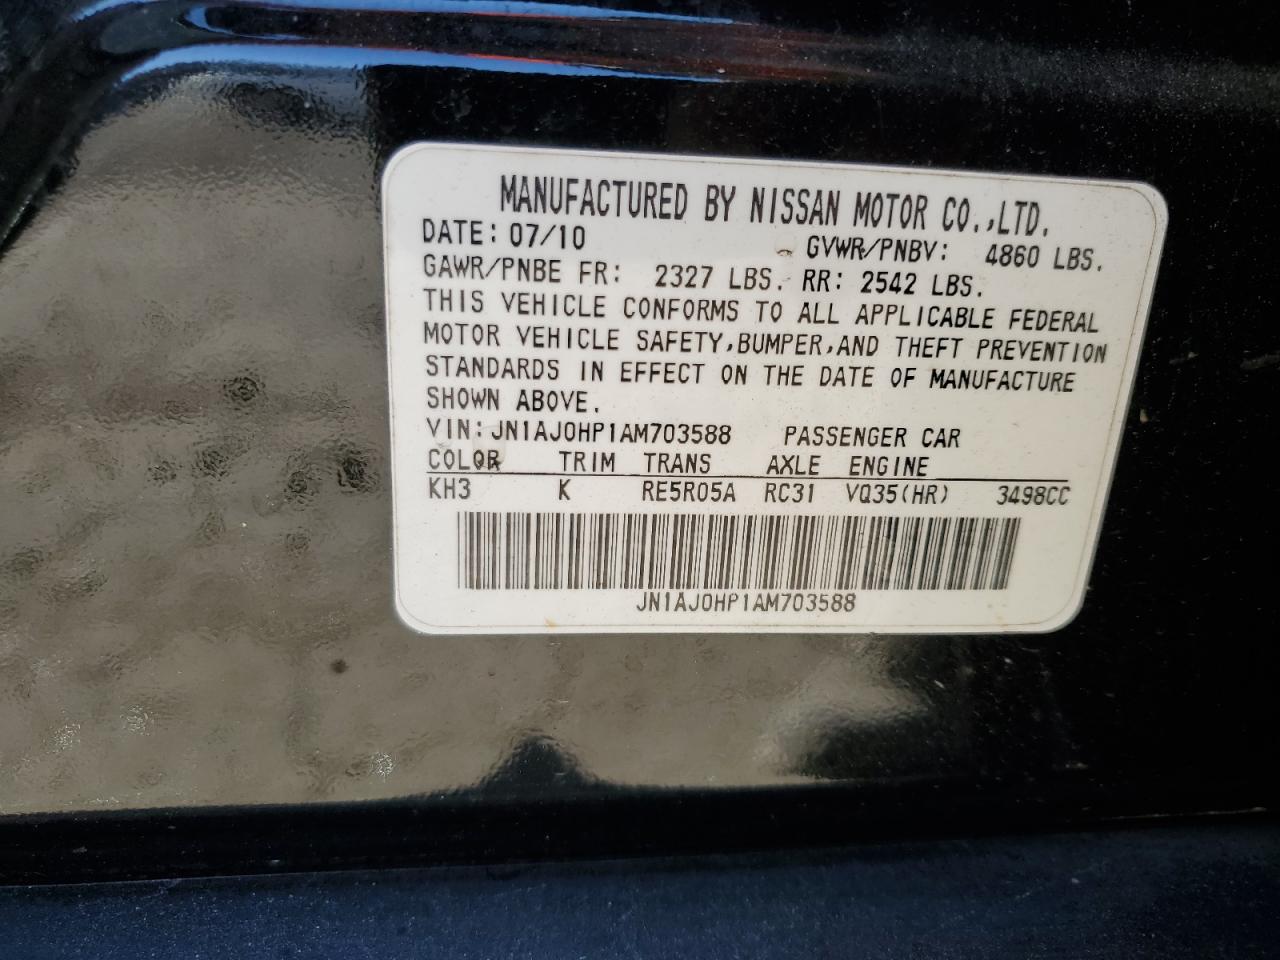 MANUFACTURED BY NISSAN MOTOR CO.,LTD.
DATE: 07/10 GVWR/PNBV: 4860 LBS.
GAWR/PNBE FR: 2327 LBS. RR: 2542 LBS.
THIS VEHICLE CONFORMS TO ALL APPLICABLE FEDERAL
MOTOR VEHICLE SAFETY,BUMPER,AND THEFT PREVENTION
STANDARDS IN EFFECT ON THE DATE OF MANUFACTURE
SHOWN ABOVE.
VIN: JN1AJ0HP1AM703588 PASSENGER CAR
COLOR TRIM TRANS AXLE ENGINE
KH3 K RE5R05A RC31 VQ35(HR) 3498CC
JN1AJ0HP1AM703588